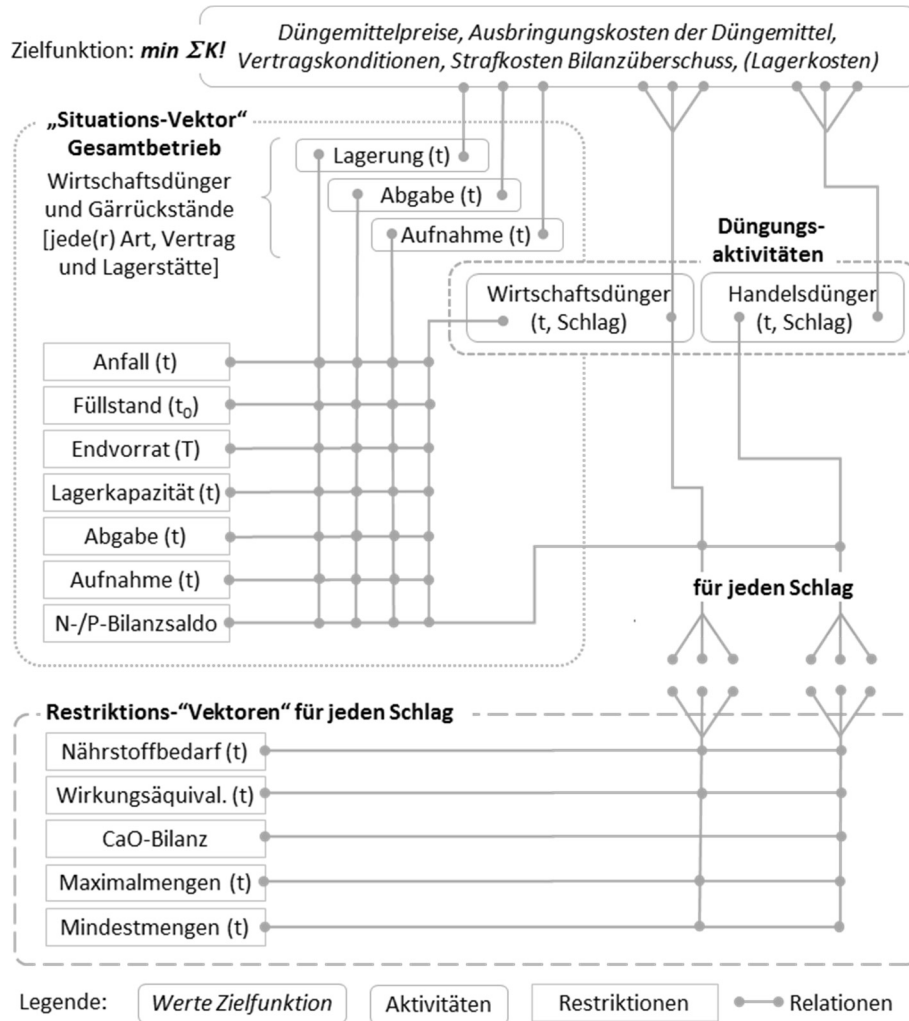 Düngemittelpreise, Ausbringungskosten der Düngemittel,
Zielfunktion: min ΣK!
Vertragskonditionen, Strafkosten Bilanzüberschuss, (Lagerkosten)
„Situations-Vektor“
Gesamtbetrieb
Wirtschaftsdünger
und Gärrückstände
[jede(r) Art, Vertrag
und Lagerstätte]
Lagerung (t)
Abgabe (t)
Aufnahme (t)
Düngungs-
aktivitäten
Wirtschaftsdünger
(t, Schlag)
Handelsdünger
(t, Schlag)
Anfall (t)
Füllstand (t₀)
Endvorrat (T)
Lagerkapazität (t)
Abgabe (t)
Aufnahme (t)
N-/P-Bilanzsaldo
für jeden Schlag
Restriktions-“Vektoren“ für jeden Schlag
Nährstoffbedarf (t)
Wirkungsäquival. (t)
CaO-Bilanz
Maximalmengen (t)
Mindestmengen (t)
Legende: Werte Zielfunktion Aktivitäten Restriktionen Relationen